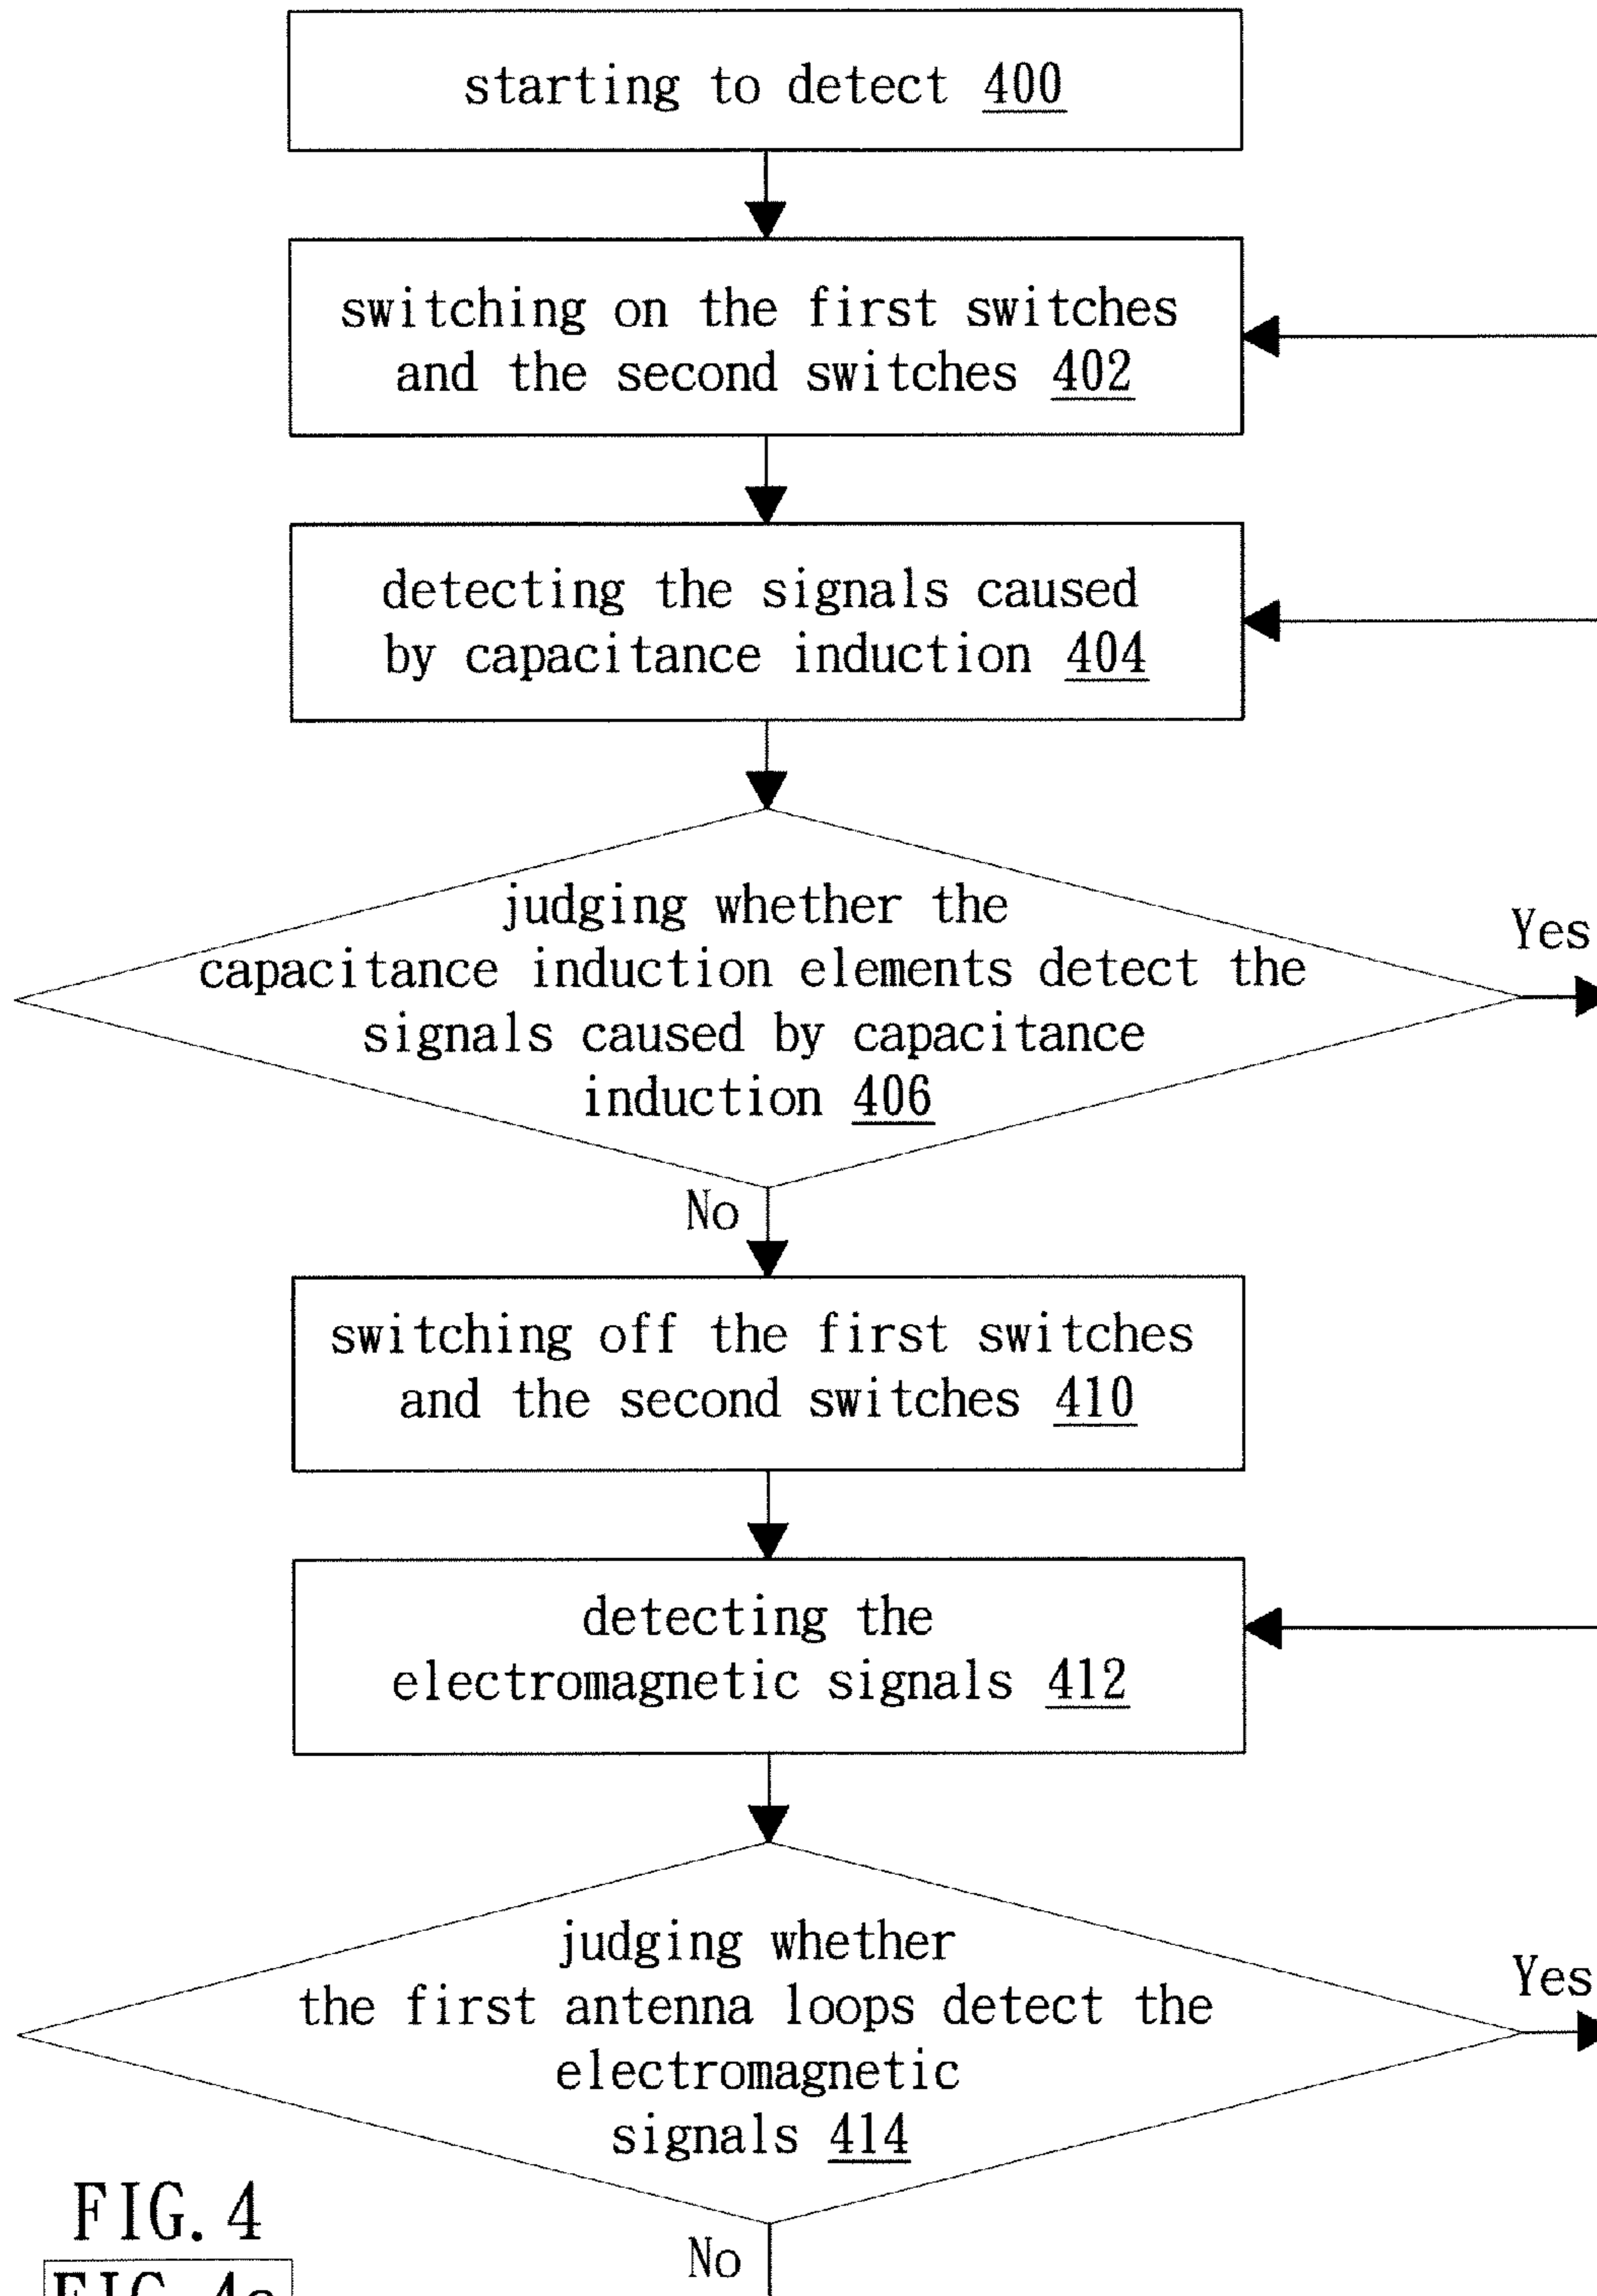 starting to detect 400
switching on the first switches
and the second switches 402
detecting the signals caused
by capacitance induction 404
judging whether the
capacitance induction elements detect the
signals caused by capacitance
induction 406
Yes
No
switching off the first switches
and the second switches 410
detecting the
electromagnetic signals 412
judging whether
the first antenna loops detect the
electromagnetic
signals 414
Yes
No
FIG. 4
FIG. 4a